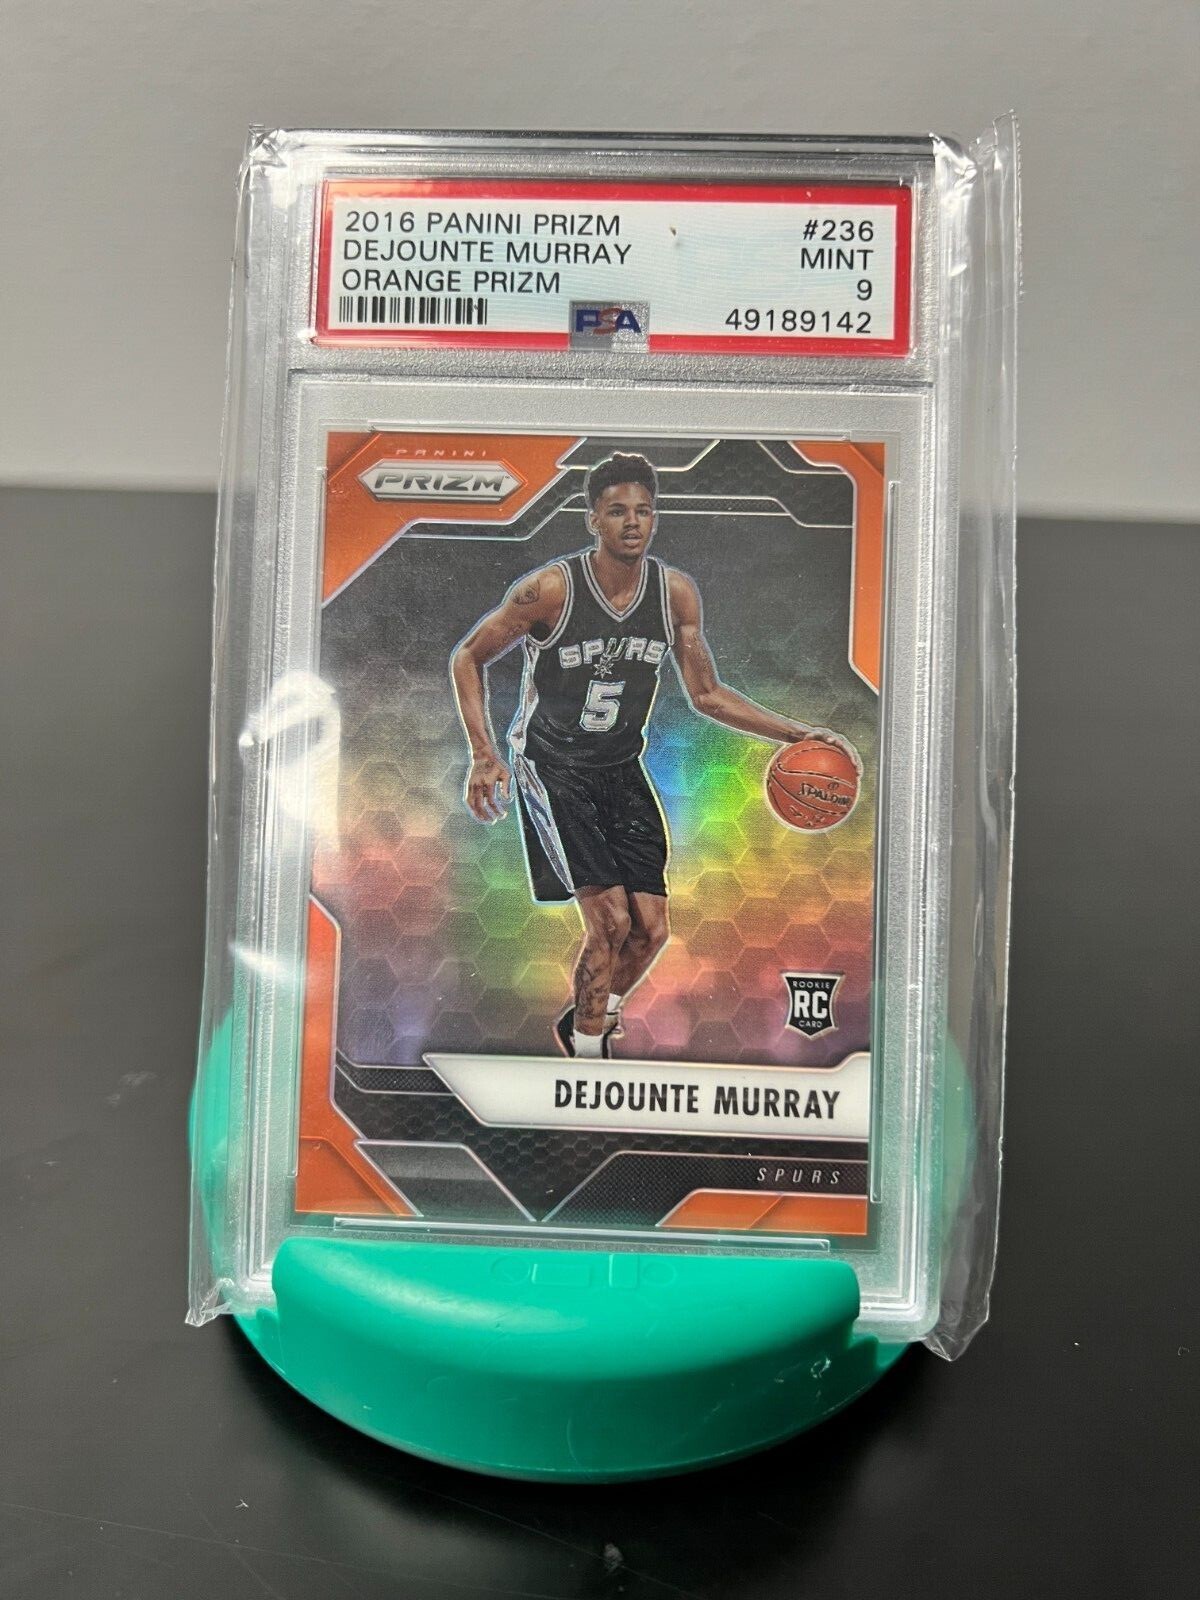 2016 PANINI PRIZM #236
DEJOUNTE MURRAY MINT
ORANGE PRIZM 9
PSA 49189142
PANINI
PRIZM
SPURS
5
SPALDING
ROOKIE
RC
CARD
DEJOUNTE MURRAY
SPURS